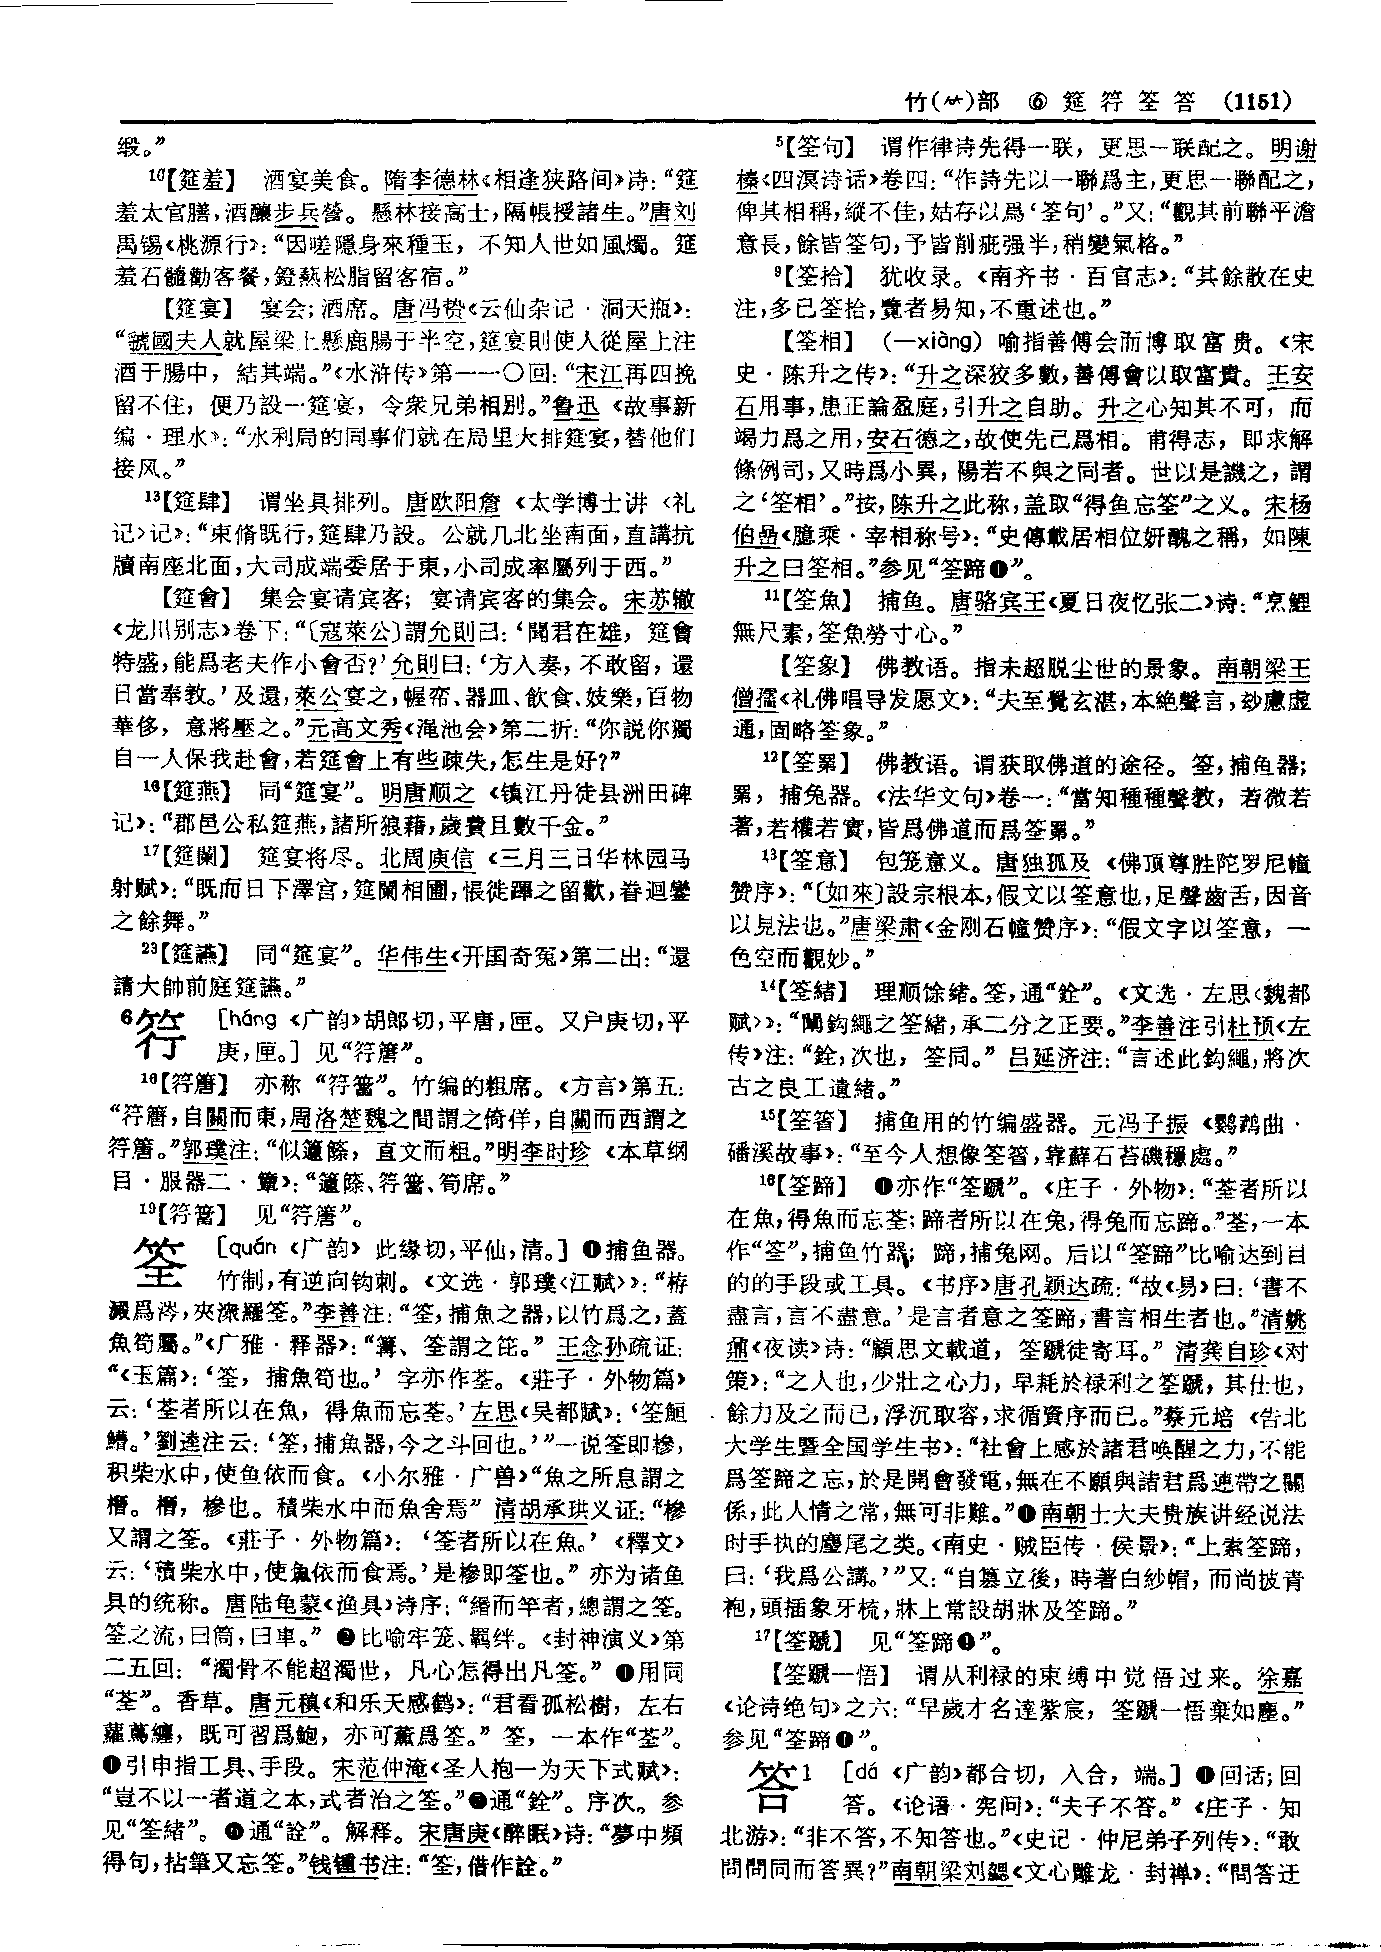 竹(⺮)部 ⑥ 筵 筕 筌 答 (1151)
缎。”
¹⁰【筵羞】 酒宴美食。隋李德林《相逢狭路间》诗：“筵
羞太官膳，酒釀步兵營。懸林接高士，隔帳授諸生。”唐刘
禹锡《桃源行》：“因嗟隱身來種玉，不知人世如風燭。筵
羞石髓勸客餐，鐙爇松脂留客宿。”
【筵宴】 宴会；酒席。唐冯贽《云仙杂记·洞天瓶》：
“虢國夫人就屋梁上懸鹿腸于半空，筵宴則使人從屋上注
酒于腸中，結其端。”《水浒传》第一一〇回：“宋江再四挽
留不住，便乃設一筵宴，令衆兄弟相别。”鲁迅《故事新
编·理水》：“水利局的同事们就在局里大排筵宴，替他们
接风。”
¹³【筵肆】 谓坐具排列。唐欧阳詹《太学博士讲〈礼
记〉记》：“束脩既行，筵肆乃設。公就几北坐南面，直講抗
牘南座北面，大司成端委居于東，小司成率屬列于西。”
【筵會】 集会宴请宾客；宴请宾客的集会。宋苏辙
《龙川别志》卷下：“〔寇萊公〕謂允則曰：‘聞君在雄，筵會
特盛，能爲老夫作小會否？’允則曰：‘方入奏，不敢留，還
日當奉教。’及還，萊公宴之，幄帟、器皿、飲食、妓樂，百物
華侈，意將壓之。”元高文秀《渑池会》第二折：“你説你獨
自一人保我赴會，若筵會上有些疎失，怎生是好？”
¹⁶【筵燕】 同“筵宴”。明唐顺之《镇江丹徒县洲田碑
记》：“郡邑公私筵燕，諸所狼藉，歲費且數千金。”
¹⁷【筵闌】 筵宴将尽。北周庾信《三月三日华林园马
射赋》：“既而日下澤宫，筵闌相圃，悵徙蹕之留歡，眷迴鑾
之餘舞。”
²³【筵讌】 同“筵宴”。华伟生《开国奇冤》第二出：“還
請大帥前庭筵讌。”
⁶筕 [háng《广韵》胡郎切，平唐，匣。又户庚切，平
庚，匣。] 见“筕篖”。
¹⁶【筕篖】 亦称“筕簹”。竹编的粗席。《方言》第五：
“筕篖，自關而東，周洛楚魏之間謂之倚佯，自關而西謂之
筕篖。”郭璞注：“似籧篨，直文而粗。”明李时珍《本草纲
目·服器二·簟》：“籧篨、筕簹、筍席。”
¹⁹【筕簹】 见“筕篖”。
筌 [quán《广韵》此缘切，平仙，清。] ❶捕鱼器。
竹制，有逆向钩刺。《文选·郭璞〈江赋〉》：“栫
澱爲涔，夾潨羅筌。”李善注：“筌，捕魚之器，以竹爲之，蓋
魚笱屬。”《广雅·释器》：“篝、筌謂之笓。”王念孙疏证：
“《玉篇》：‘筌，捕魚笱也。’字亦作荃。《莊子·外物篇》
云：‘荃者所以在魚，得魚而忘荃。’左思《吴都賦》：‘筌䱭
鱨。’劉逵注云：‘筌，捕魚器，今之斗回也。’”一说筌即椮，
积柴水中，使鱼依而食。《小尔雅·广兽》“魚之所息謂之
橬。橬，椮也。積柴水中而魚舍焉”清胡承珙义证：“椮
又謂之筌。《莊子·外物篇》：‘筌者所以在魚。’《釋文》
云：‘積柴水中，使魚依而食焉。’是椮即筌也。”亦为诸鱼
具的统称。唐陆龟蒙《渔具》诗序：“緡而竿者，總謂之筌。
筌之流，曰筒，曰車。”❷比喻牢笼、羁绊。《封神演义》第
二五回：“濁骨不能超濁世，凡心怎得出凡筌。”❸用同
“荃”。香草。唐元稹《和乐天感鹤》：“君看孤松樹，左右
蘿蔦纏，既可習爲鮑，亦可薰爲筌。”筌，一本作“荃”。
❹引申指工具、手段。宋范仲淹《圣人抱一为天下式赋》：
“豈不以一者道之本，式者治之筌。”❺通“銓”。序次。参
见“筌緒”。❻通“詮”。解释。宋唐庚《醉眠》诗：“夢中頻
得句，拈筆又忘筌。”钱锺书注：“筌，借作詮。”
⁵【筌句】 谓作律诗先得一联，更思一联配之。明谢
榛《四溟诗话》卷四：“作詩先以一聯爲主，更思一聯配之，
俾其相稱，縱不佳，姑存以爲‘筌句’。”又：“觀其前聯平澹
意長，餘皆筌句，予皆削疵强半，稍變氣格。”
⁹【筌拾】 犹收录。《南齐书·百官志》：“其餘散在史
注，多已筌拾，覽者易知，不重述也。”
【筌相】 （—xiàng）喻指善傅会而博取富贵。《宋
史·陈升之传》：“升之深狡多數，善傅會以取富貴。王安
石用事，患正論盈庭，引升之自助。升之心知其不可，而
竭力爲之用，安石德之，故使先己爲相。甫得志，即求解
條例司，又時爲小異，陽若不與之同者。世以是譏之，謂
之‘筌相’。”按，陈升之此称，盖取“得鱼忘筌”之义。宋杨
伯嵒《臆乘·宰相称号》：“史傳載居相位妍醜之稱，如陳
升之曰筌相。”参见“筌蹄❶”。
¹¹【筌魚】 捕鱼。唐骆宾王《夏日夜忆张二》诗：“烹鯉
無尺素，筌魚勞寸心。”
【筌象】 佛教语。指未超脱尘世的景象。南朝梁王
僧孺《礼佛唱导发愿文》：“夫至覺玄湛，本絶聲言，妙慮虚
通，固略筌象。”
¹²【筌罤】 佛教语。谓获取佛道的途径。筌，捕鱼器；
罤，捕兔器。《法华文句》卷一：“當知種種聲教，若微若
著，若權若實，皆爲佛道而爲筌罤。”
¹³【筌意】 包笼意义。唐独孤及《佛顶尊胜陀罗尼幢
赞序》：“〔如來〕設宗根本，假文以筌意也，足聲齒舌，因音
以見法也。”唐梁肃《金刚石幢赞序》：“假文字以筌意，一
色空而觀妙。”
¹⁴【筌緒】 理顺馀绪。筌，通“銓”。《文选·左思〈魏都
赋〉》：“闡鉤繩之筌緒，承二分之正要。”李善注引杜预《左
传》注：“銓，次也，筌同。”吕延济注：“言述此鉤繩，將次
古之良工遺緒。”
¹⁵【筌箵】 捕鱼用的竹编盛器。元冯子振《鹦鹉曲·
磻溪故事》：“至今人想像筌箵，靠蘚石苔磯穩處。”
¹⁶【筌蹄】 ❶亦作“筌蹏”。《庄子·外物》：“荃者所以
在魚，得魚而忘荃；蹄者所以在兔，得兔而忘蹄。”荃，一本
作“筌”，捕鱼竹器；蹄，捕兔网。后以“筌蹄”比喻达到目
的的手段或工具。《书序》唐孔颖达疏：“故《易》曰：‘書不
盡言，言不盡意。’是言者意之筌蹄，書言相生者也。”清姚
鼐《夜读》诗：“顧思文載道，筌蹏徒寄耳。”清龚自珍《对
策》：“之人也，少壯之心力，早耗於禄利之筌蹏，其仕也，
餘力及之而已，浮沉取容，求循資序而已。”蔡元培《告北
大学生暨全国学生书》：“社會上感於諸君唤醒之力，不能
爲筌蹄之忘，於是開會發電，無在不願與諸君爲連帶之關
係，此人情之常，無可非難。”❷南朝士大夫贵族讲经说法
时手执的麈尾之类。《南史·贼臣传·侯景》：“上索筌蹄，
曰：‘我爲公講。’”又：“自篡立後，時著白紗帽，而尚披青
袍，頭插象牙梳，牀上常設胡牀及筌蹄。”
¹⁷【筌蹏】 见“筌蹄❶”。
【筌蹏一悟】 谓从利禄的束缚中觉悟过来。徐嘉
《论诗绝句》之六：“早歲才名達紫宸，筌蹏一悟棄如塵。”
参见“筌蹄❶”。
答¹ [dá《广韵》都合切，入合，端。] ❶回话；回
答。《论语·宪问》：“夫子不答。”《庄子·知
北游》：“非不答，不知答也。”《史记·仲尼弟子列传》：“敢
問問同而答異？”南朝梁刘勰《文心雕龙·封禅》：“問答迂